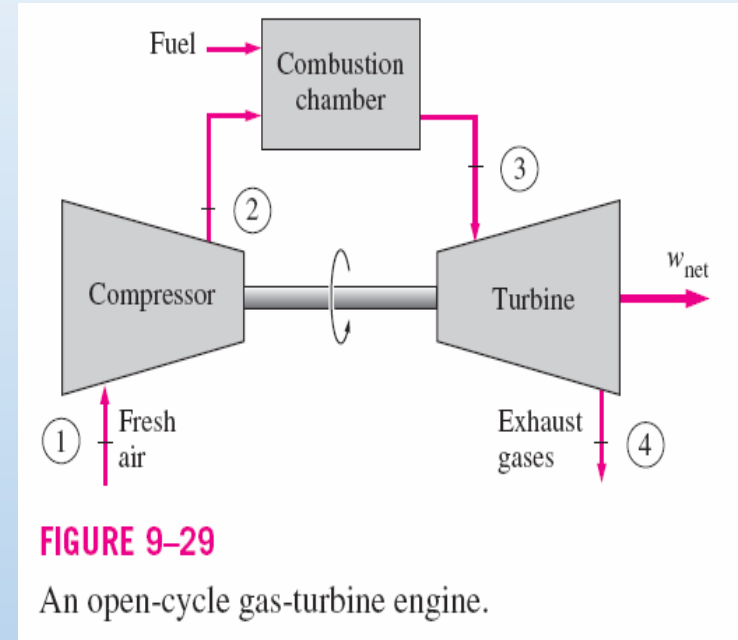 Fuel
Combustion
chamber
3
2
w net
Compressor
Turbine
1
Fresh
air
Exhaust
gases
4
FIGURE 9–29
An open-cycle gas-turbine engine.